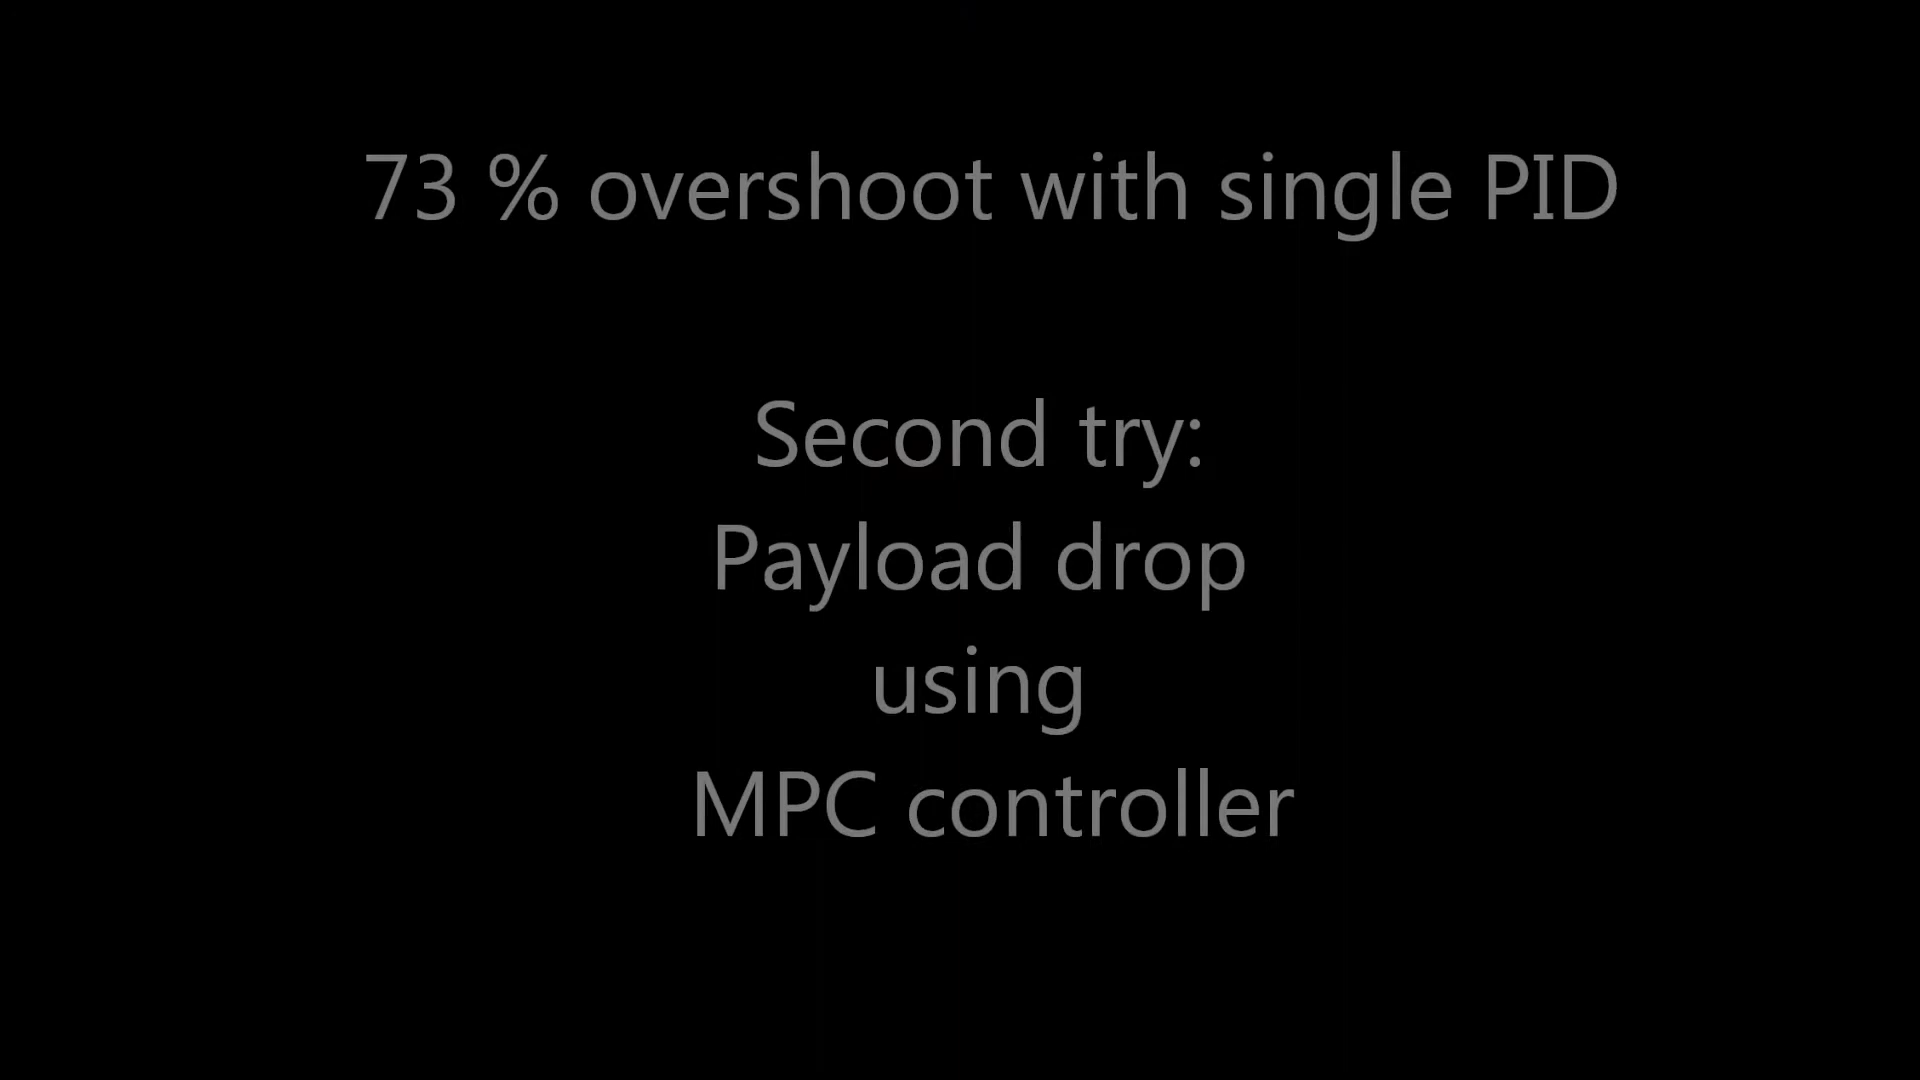 73 % overshoot with single PID
Second try:
Payload drop
using
MPC controller